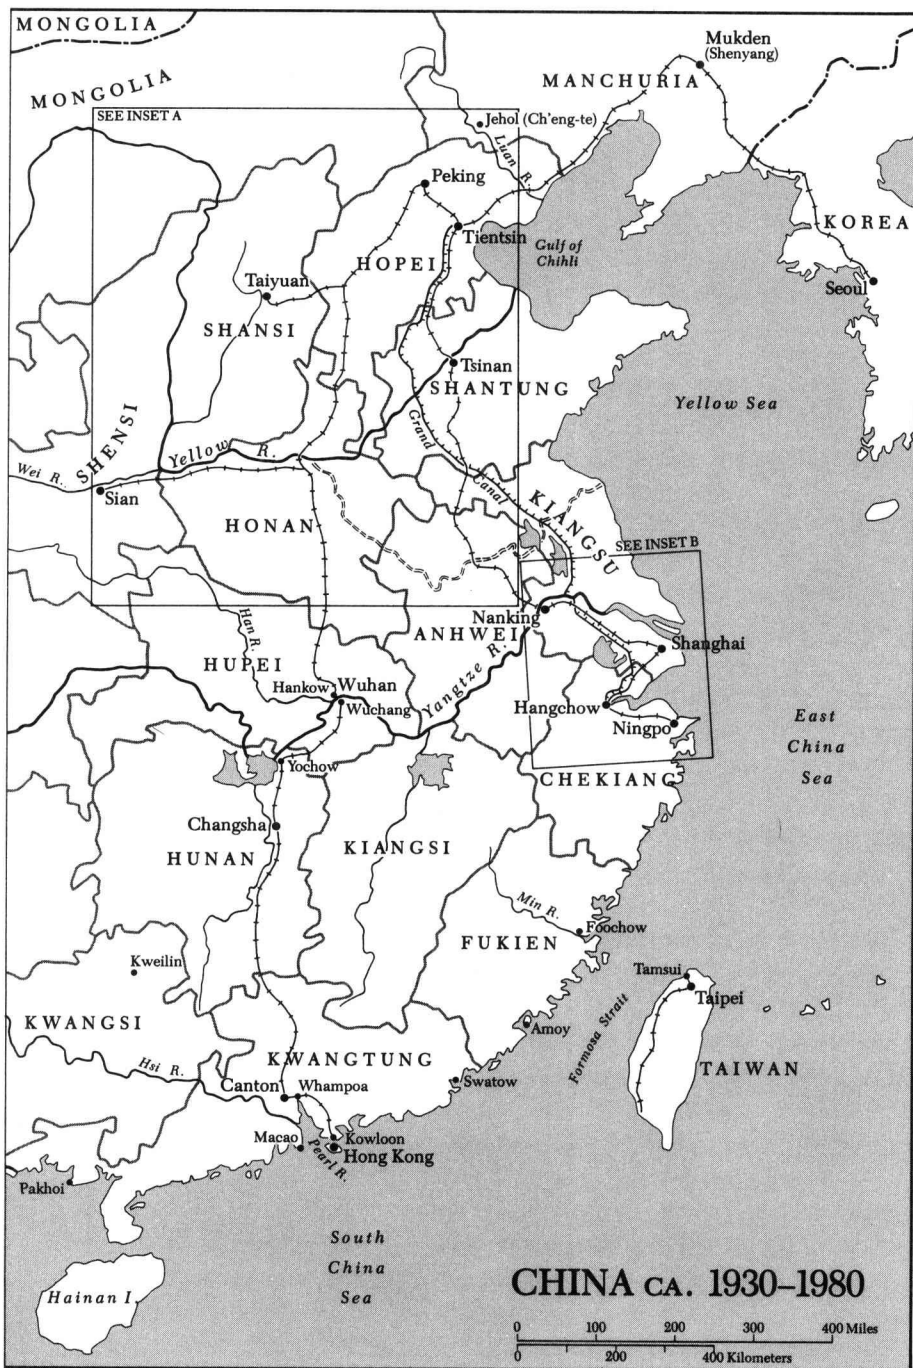 MONGOLIA
MONGOLIA
SEE INSET A
Mukden
(Shenyang)
MANCHURIA
Jehol (Ch'eng-te)
Luan R.
Peking
Tientsin
Gulf of
Chihli
KOREA
Seoul
HOPEI
Taiyuan
SHANSI
Tsinan
SHANTUNG
Yellow Sea
SHENSI
Yellow R.
Wei R.
Sian
Grand
Canal
KIANGSU
HONAN
SEE INSET B
Nanking
ANHWEI
Shanghai
Han R.
HUPEI
Hankow
Wuhan
Wuchang
Yangtze R.
Hangchow
Ningpo
East
China
Sea
Yochow
CHEKIANG
Changsha
HUNAN
KIANGSI
Min R.
Foochow
FUKIEN
Kweilin
Tamsui
Taipei
KWANGSI
Amoy
Formosa Strait
Hsi R.
KWANGTUNG
TAIWAN
Canton
Whampoa
Swatow
Macao
Pearl R.
Kowloon
Hong Kong
Pakhoi
South
China
Sea
Hainan I.
CHINA CA. 1930–1980
0 100 200 300 400 Miles
0 200 400 Kilometers